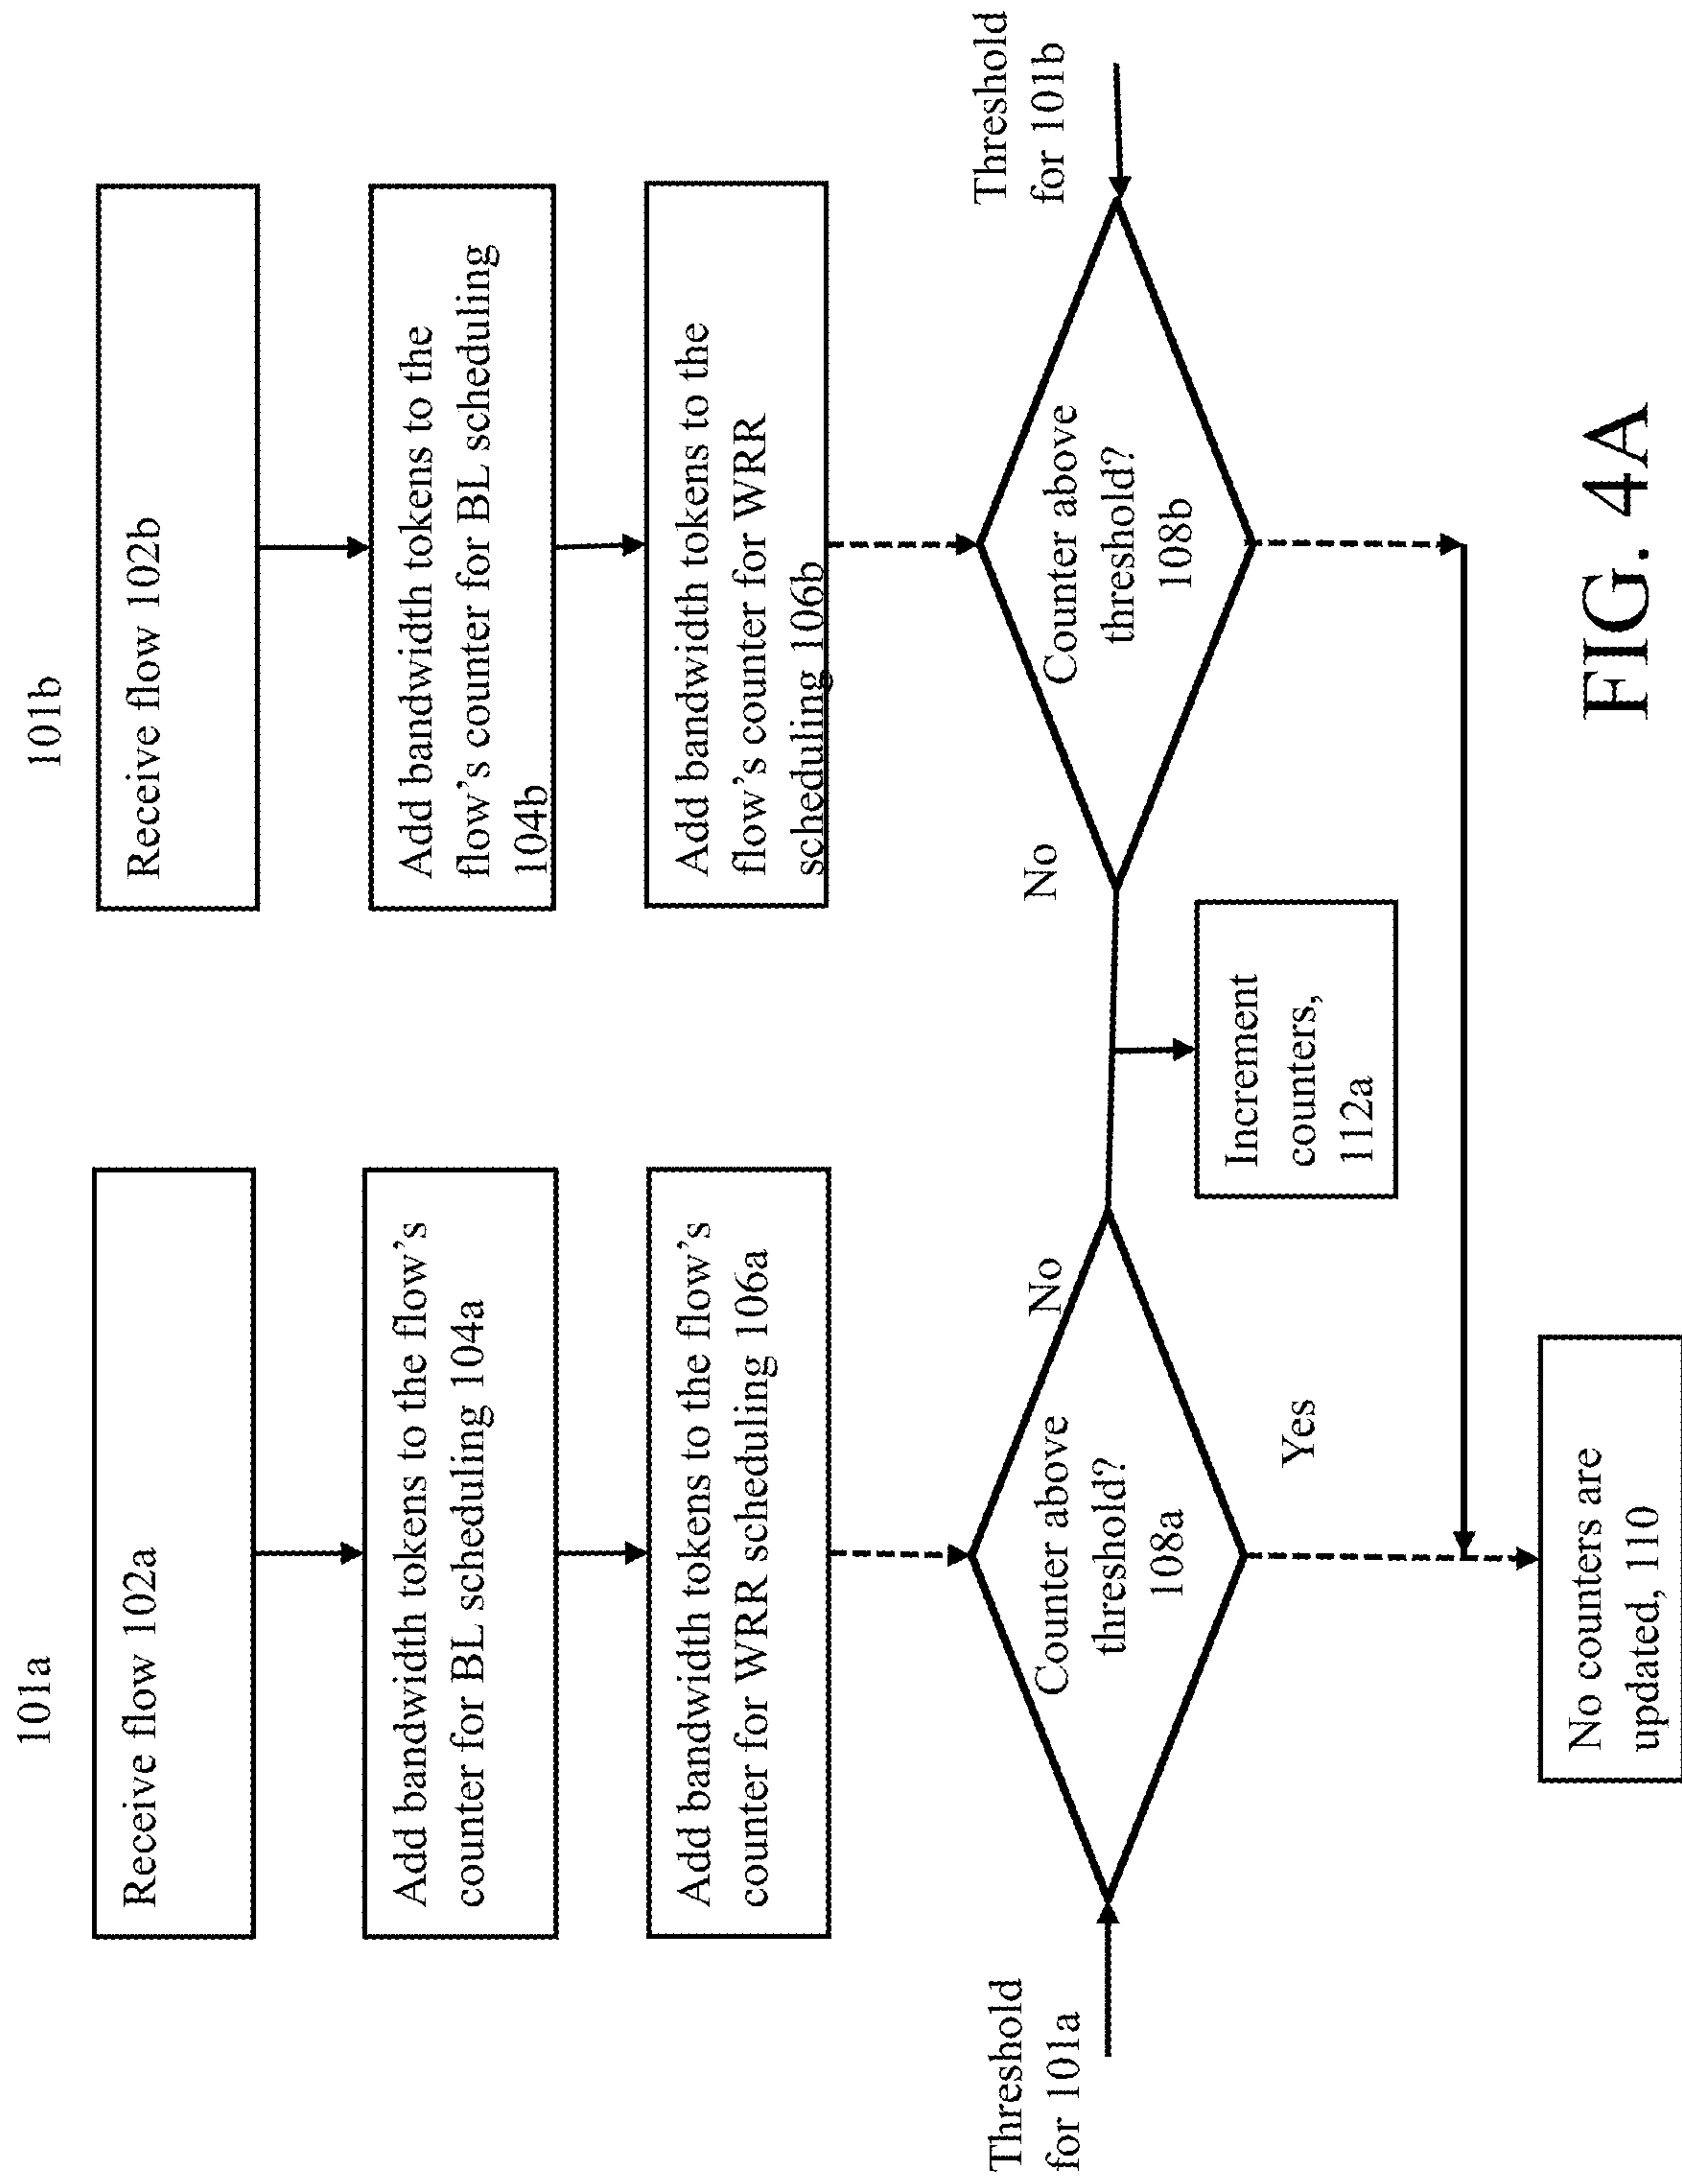 101a
Receive flow 102a
Add bandwidth tokens to the flow's
counter for BL scheduling 104a
Add bandwidth tokens to the flow's
counter for WRR scheduling 106a
Threshold
for 101a
Counter above
threshold?
108a
No
Yes
No counters are
updated, 110
Increment
counters,
112a
101b
Receive flow 102b
Add bandwidth tokens to the
flow's counter for BL scheduling
104b
Add bandwidth tokens to the
flow's counter for WRR
scheduling 106b
No
Counter above
threshold?
108b
Threshold
for 101b
FIG. 4A